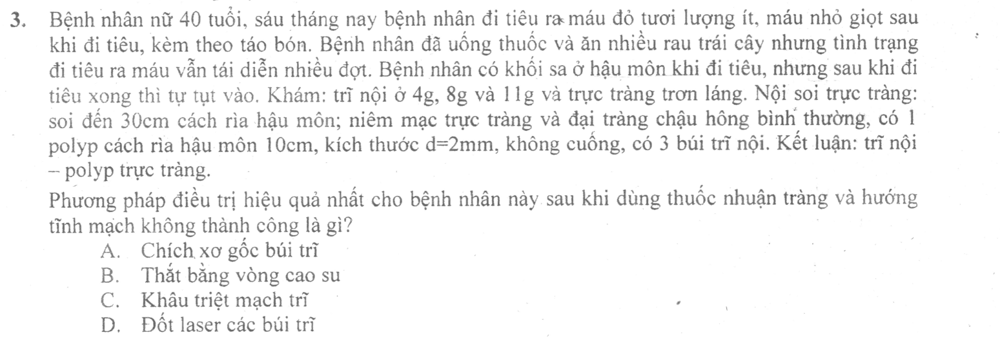 3. Bệnh nhân nữ 40 tuổi, sáu tháng nay bệnh nhân đi tiêu ra máu đỏ tươi lượng ít, máu nhỏ giọt sau
khi đi tiêu, kèm theo táo bón. Bệnh nhân đã uống thuốc và ăn nhiều rau trái cây nhưng tình trạng
đi tiêu ra máu vẫn tái diễn nhiều đợt. Bệnh nhân có khối sa ở hậu môn khi đi tiêu, nhưng sau khi đi
tiêu xong thì tự tụt vào. Khám: trĩ nội ở 4g, 8g và 11g và trực tràng trơn láng. Nội soi trực tràng:
soi đến 30cm cách rìa hậu môn; niêm mạc trực tràng và đại tràng chậu hông bình thường, có 1
polyp cách rìa hậu môn 10cm, kích thước d=2mm, không cuống, có 3 búi trĩ nội. Kết luận: trĩ nội
– polyp trực tràng.
Phương pháp điều trị hiệu quả nhất cho bệnh nhân này sau khi dùng thuốc nhuận tràng và hướng
tĩnh mạch không thành công là gì?
A. Chích xơ gốc búi trĩ
B. Thắt bằng vòng cao su
C. Khâu triệt mạch trĩ
D. Đốt laser các búi trĩ